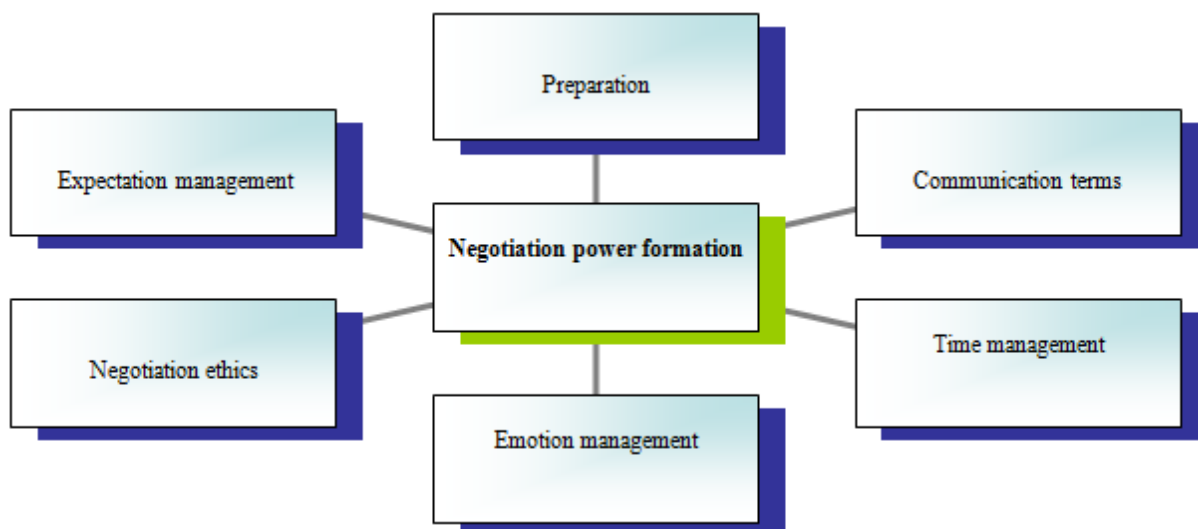 Preparation
Expectation management
Communication terms
Negotiation power formation
Negotiation ethics
Time management
Emotion management